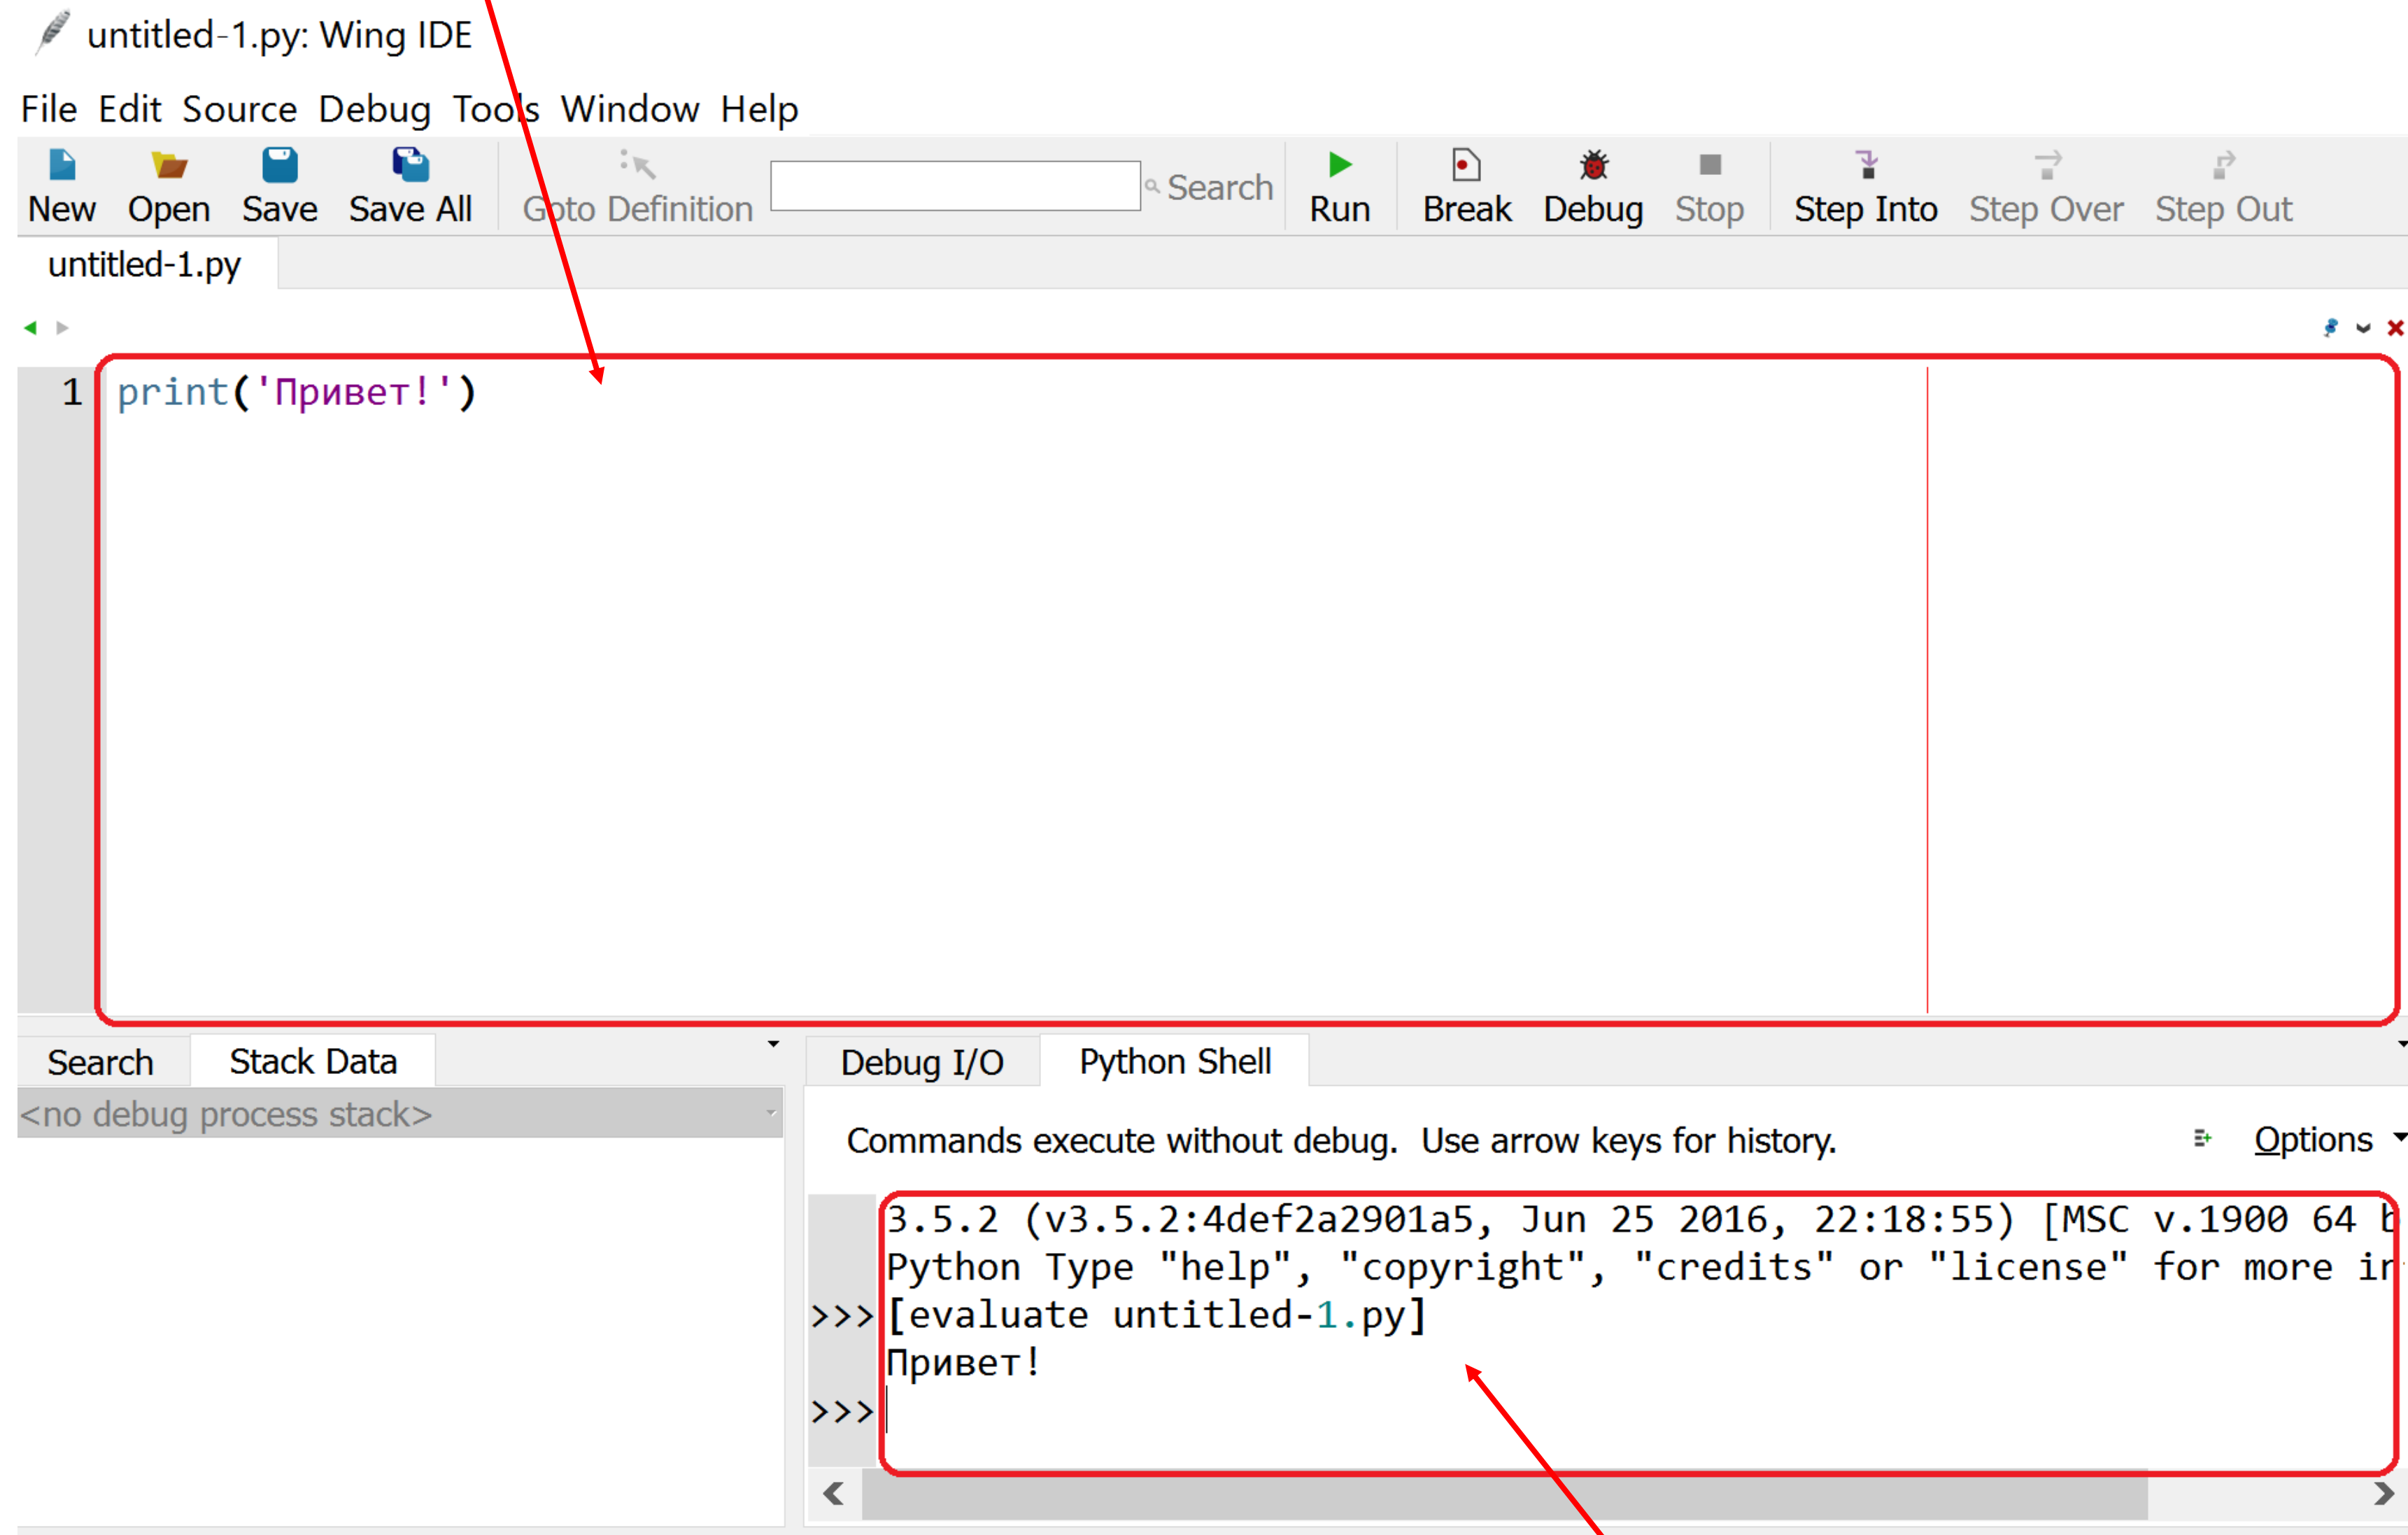 untitled-1.py: Wing IDE
File Edit Source Debug Tools Window Help
New Open Save Save All Goto Definition Search Run Break Debug Stop Step Into Step Over Step Out
untitled-1.py
1 print('Привет!')
Search Stack Data
<no debug process stack>
Debug I/O Python Shell
Commands execute without debug. Use arrow keys for history.
Options
3.5.2 (v3.5.2:4def2a2901a5, Jun 25 2016, 22:18:55) [MSC v.1900 64
Python Type "help", "copyright", "credits" or "license" for more
>>> [evaluate untitled-1.py]
Привет!
>>>